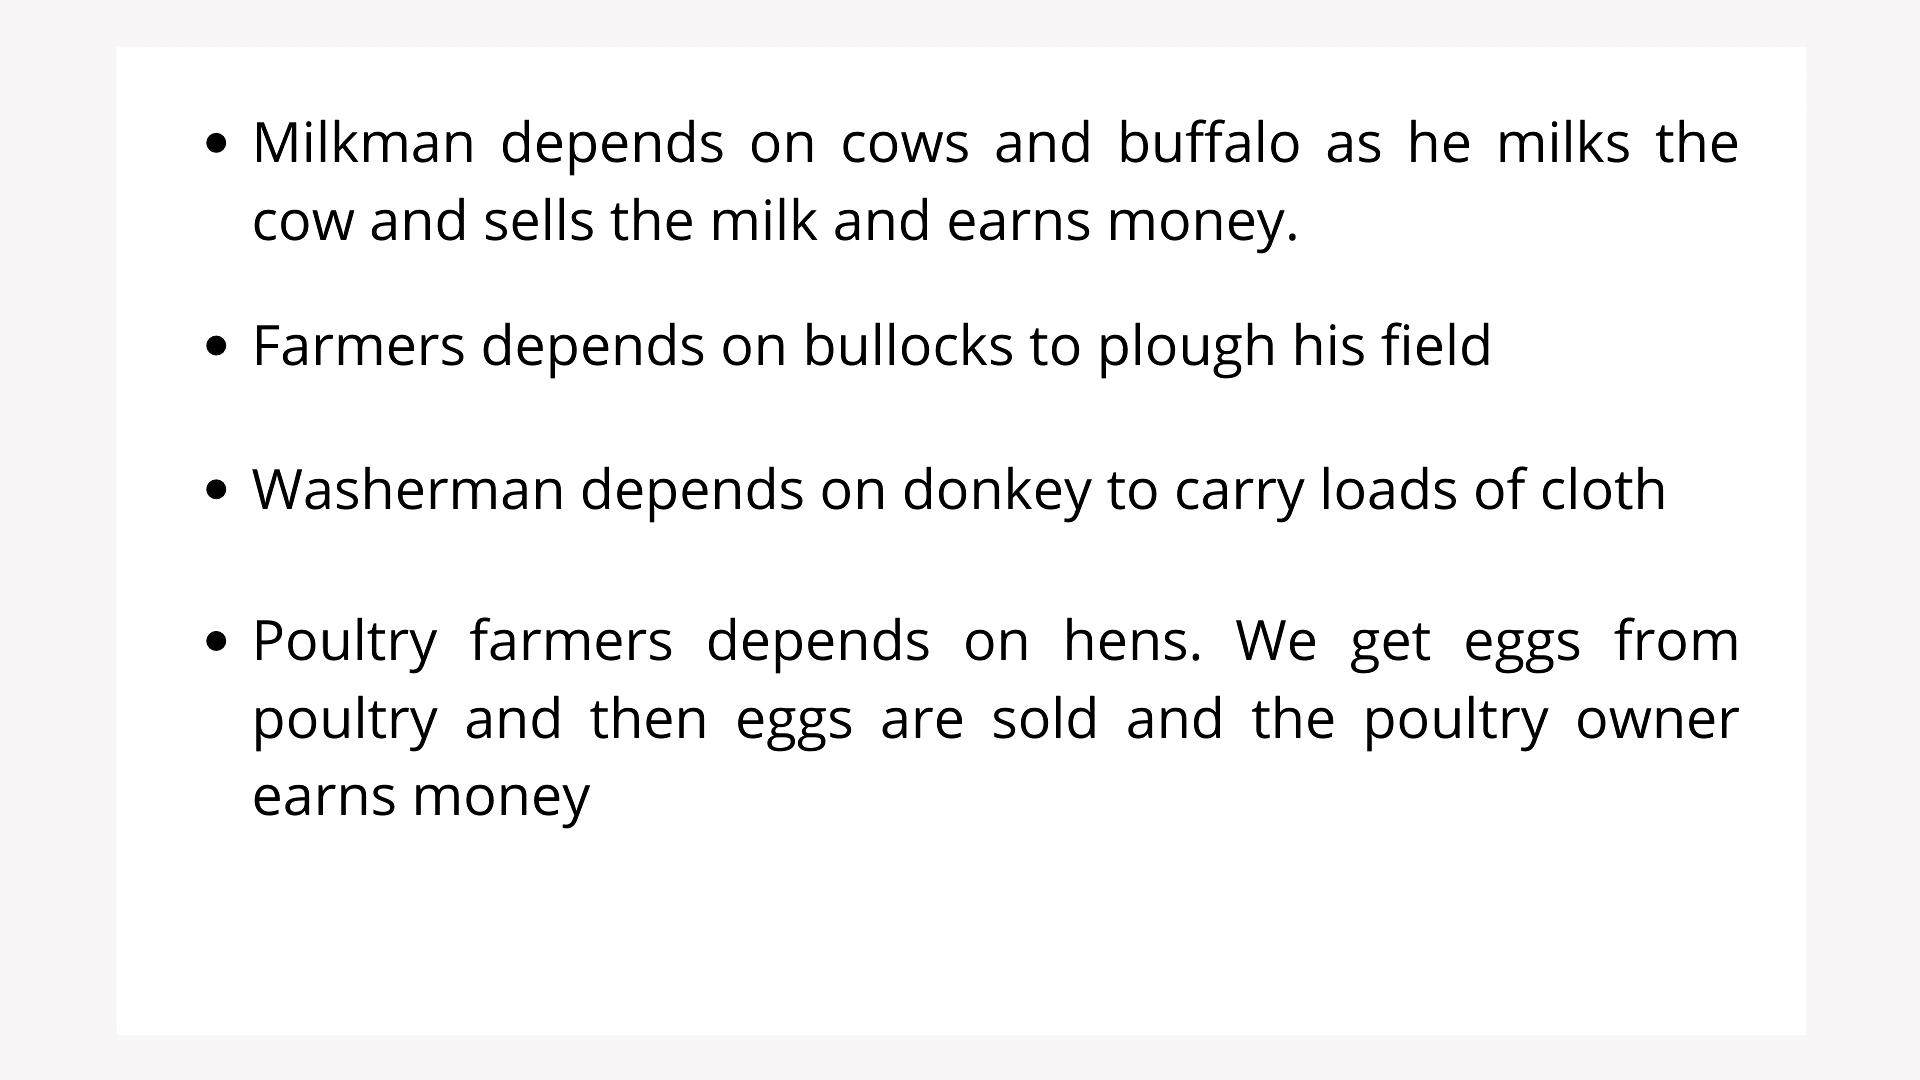 • Milkman depends on cows and buffalo as he milks the
cow and sells the milk and earns money.
• Farmers depends on bullocks to plough his field
• Washerman depends on donkey to carry loads of cloth
• Poultry farmers depends on hens. We get eggs from
poultry and then eggs are sold and the poultry owner
earns money